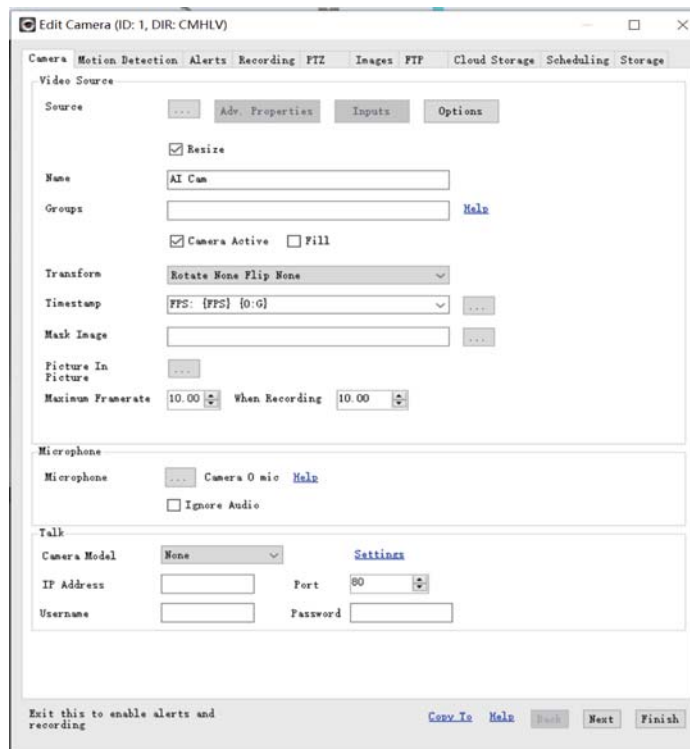 Edit Camera (ID: 1, DIR: CMHLV)
Camera Motion Detection Alerts Recording PTZ Images FTP Cloud Storage Scheduling Storage
Video Source
Source ... Adv. Properties Inputs Options
Resize
Name AI Cam
Groups Help
Camera Active Fill
Transform Rotate None Flip None
Timestamp FPS: {FPS} {0:G} ...
Mask Image ...
Picture In
Picture ...
Maximum Framerate 10.00 When Recording 10.00
Microphone
Microphone ... Camera 0 mic Help
Ignore Audio
Talk
Camera Model None Settings
IP Address Port 80
Username Password
Exit this to enable alerts and
recording
Copy To Help Back Next Finish